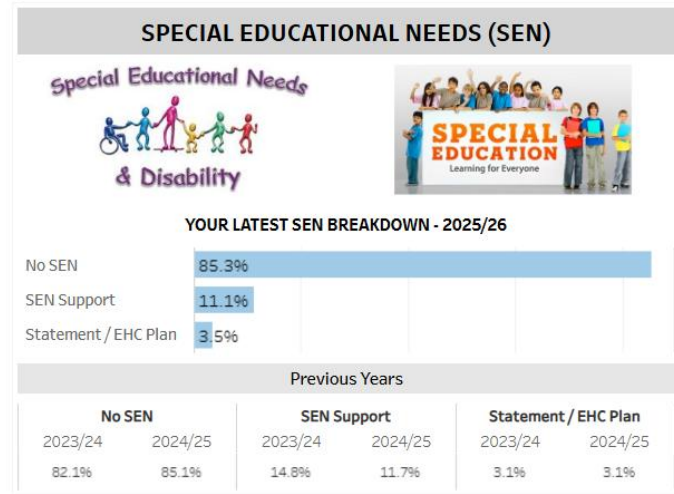 SPECIAL EDUCATIONAL NEEDS (SEN)
Special Educational Needs
& Disability
SPECIAL
EDUCATION
Learning for Everyone
YOUR LATEST SEN BREAKDOWN - 2025/26
No SEN 85.3%
SEN Support 11.1%
Statement / EHC Plan 3.5%
Previous Years
No SEN SEN Support Statement / EHC Plan
2023/24 2024/25 2023/24 2024/25 2023/24 2024/25
82.1% 85.1% 14.8% 11.7% 3.1% 3.1%